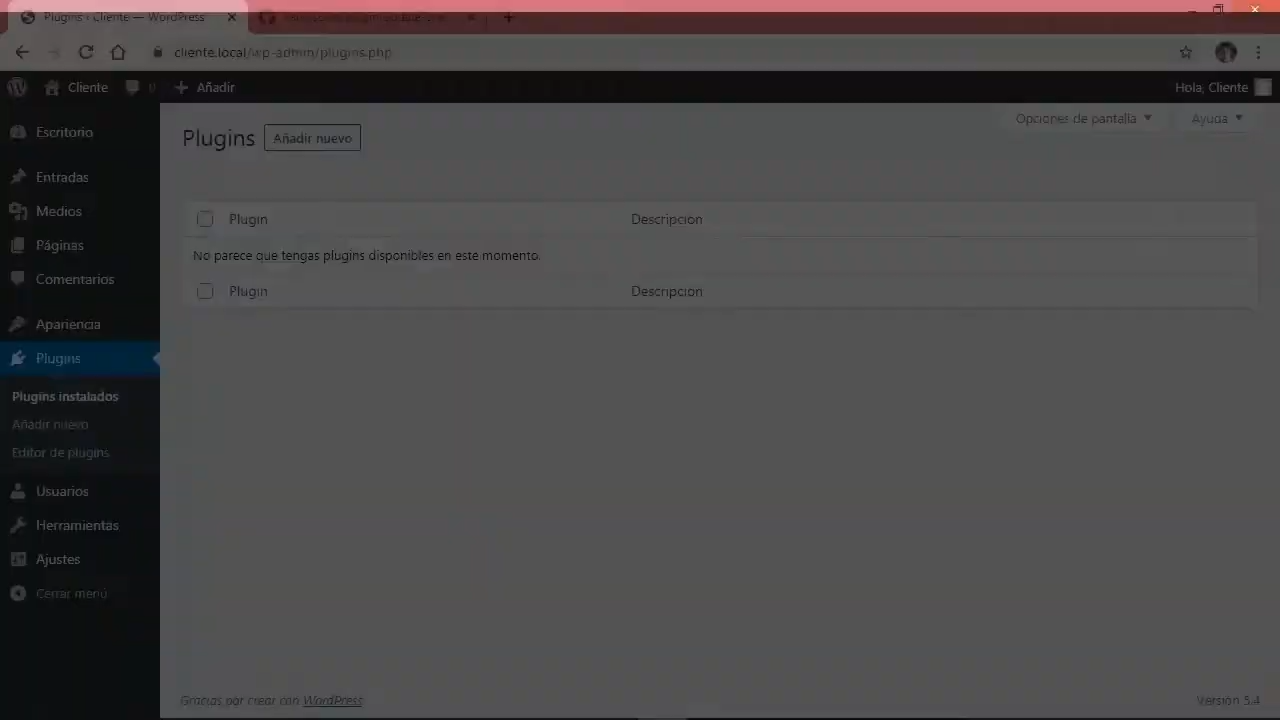 Plugins ‹ Cliente — WordPress
cliente.local/wp-admin/plugins.php
Cliente
0
Añadir
Hola, Cliente
Opciones de pantalla
Ayuda
Plugins
Añadir nuevo
Escritorio
Entradas
Medios
Páginas
Comentarios
Apariencia
Plugins
Plugins instalados
Añadir nuevo
Editor de plugins
Usuarios
Herramientas
Ajustes
Cerrar menú
Plugin
Descripción
No parece que tengas plugins disponibles en este momento.
Plugin
Descripción
Gracias por crear con WordPress
Versión 5.4